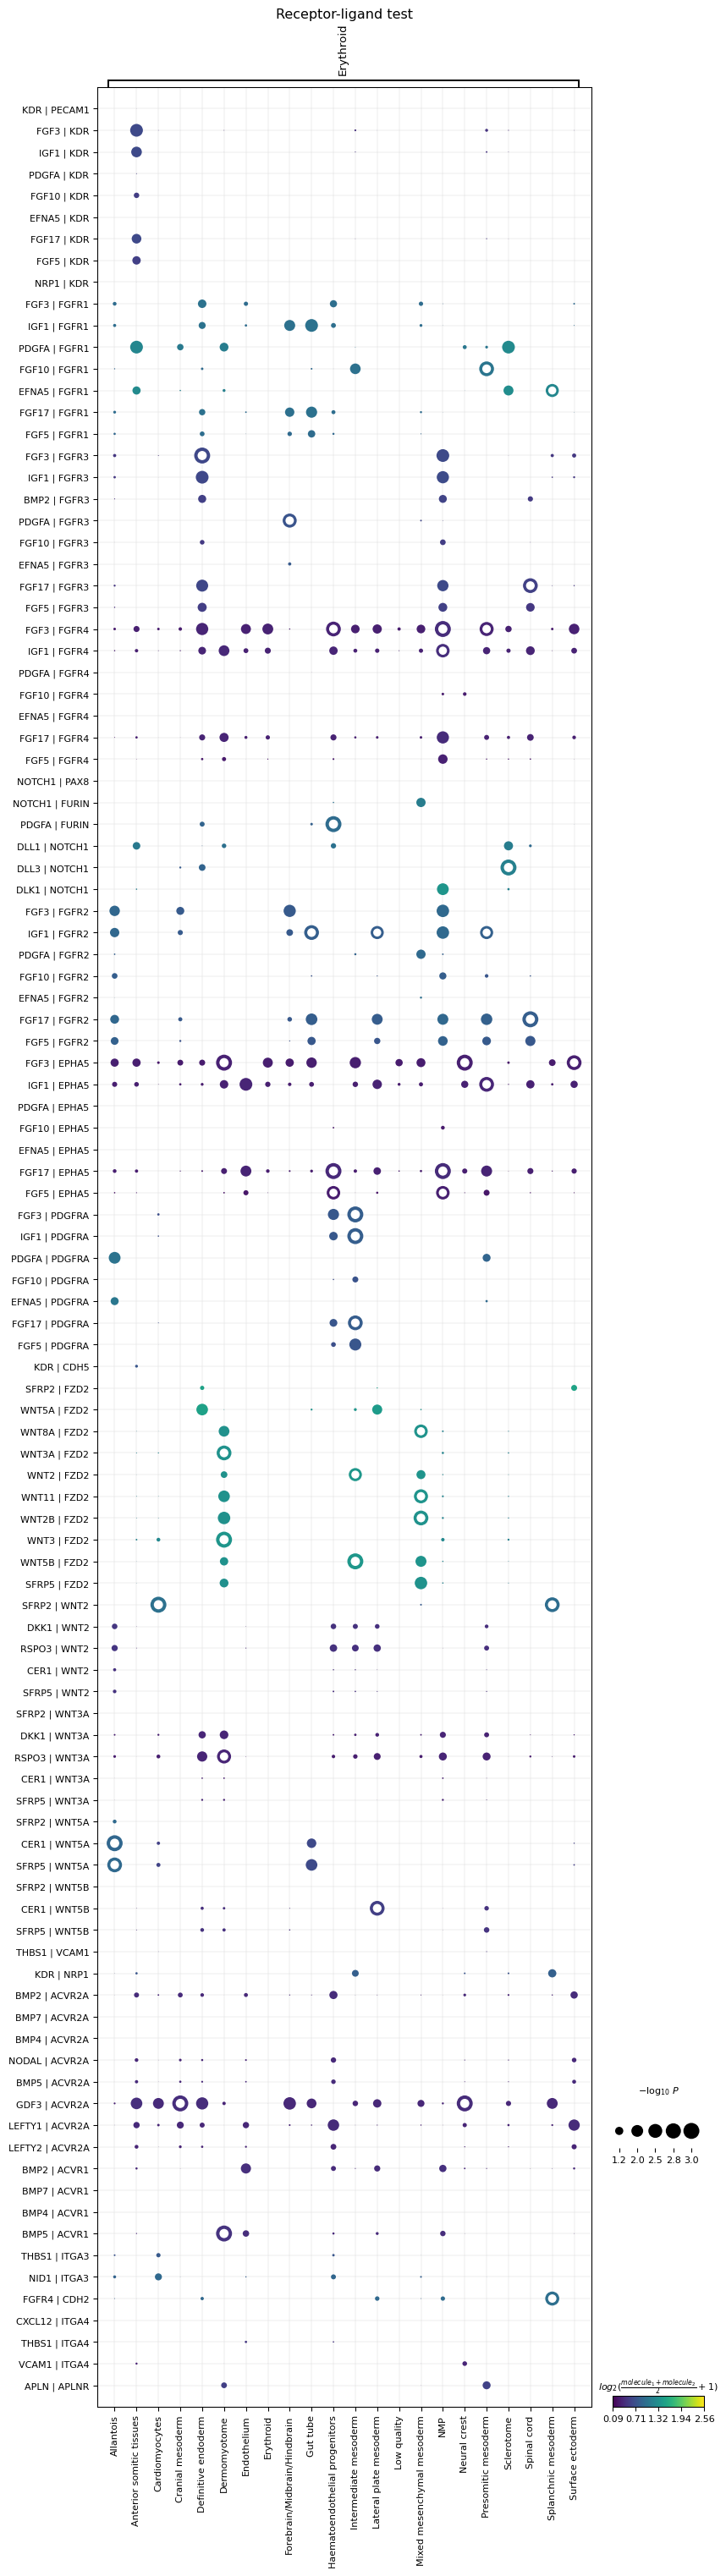 Receptor-ligand test
Erythroid
KDR | PECAM1
FGF3 | KDR
IGF1 | KDR
PDGFA | KDR
FGF10 | KDR
EFNA5 | KDR
FGF17 | KDR
FGF5 | KDR
NRP1 | KDR
FGF3 | FGFR1
IGF1 | FGFR1
PDGFA | FGFR1
FGF10 | FGFR1
EFNA5 | FGFR1
FGF17 | FGFR1
FGF5 | FGFR1
FGF3 | FGFR3
IGF1 | FGFR3
BMP2 | FGFR3
PDGFA | FGFR3
FGF10 | FGFR3
EFNA5 | FGFR3
FGF17 | FGFR3
FGF5 | FGFR3
FGF3 | FGFR4
IGF1 | FGFR4
PDGFA | FGFR4
FGF10 | FGFR4
EFNA5 | FGFR4
FGF17 | FGFR4
FGF5 | FGFR4
NOTCH1 | PAX8
NOTCH1 | FURIN
PDGFA | FURIN
DLL1 | NOTCH1
DLL3 | NOTCH1
DLK1 | NOTCH1
FGF3 | FGFR2
IGF1 | FGFR2
PDGFA | FGFR2
FGF10 | FGFR2
EFNA5 | FGFR2
FGF17 | FGFR2
FGF5 | FGFR2
FGF3 | EPHA5
IGF1 | EPHA5
PDGFA | EPHA5
FGF10 | EPHA5
EFNA5 | EPHA5
FGF17 | EPHA5
FGF5 | EPHA5
FGF3 | PDGFRA
IGF1 | PDGFRA
PDGFA | PDGFRA
FGF10 | PDGFRA
EFNA5 | PDGFRA
FGF17 | PDGFRA
FGF5 | PDGFRA
KDR | CDH5
SFRP2 | FZD2
WNT5A | FZD2
WNT8A | FZD2
WNT3A | FZD2
WNT2 | FZD2
WNT11 | FZD2
WNT2B | FZD2
WNT3 | FZD2
WNT5B | FZD2
SFRP5 | FZD2
SFRP2 | WNT2
DKK1 | WNT2
RSPO3 | WNT2
CER1 | WNT2
SFRP5 | WNT2
SFRP2 | WNT3A
DKK1 | WNT3A
RSPO3 | WNT3A
CER1 | WNT3A
SFRP5 | WNT3A
SFRP2 | WNT5A
CER1 | WNT5A
SFRP5 | WNT5A
SFRP2 | WNT5B
CER1 | WNT5B
SFRP5 | WNT5B
THBS1 | VCAM1
KDR | NRP1
BMP2 | ACVR2A
BMP7 | ACVR2A
BMP4 | ACVR2A
NODAL | ACVR2A
BMP5 | ACVR2A
GDF3 | ACVR2A
LEFTY1 | ACVR2A
LEFTY2 | ACVR2A
BMP2 | ACVR1
BMP7 | ACVR1
BMP4 | ACVR1
BMP5 | ACVR1
THBS1 | ITGA3
NID1 | ITGA3
FGFR4 | CDH2
CXCL12 | ITGA4
THBS1 | ITGA4
VCAM1 | ITGA4
APLN | APLNR
Allantois
Anterior somitic tissues
Cardiomyocytes
Cranial mesoderm
Definitive endoderm
Dermomyotome
Endothelium
Erythroid
Forebrain/Midbrain/Hindbrain
Gut tube
Haematoendothelial progenitors
Intermediate mesoderm
Lateral plate mesoderm
Low quality
Mixed mesenchymal mesoderm
NMP
Neural crest
Presomitic mesoderm
Sclerotome
Spinal cord
Splanchnic mesoderm
Surface ectoderm
−log₁₀ P
1.2 2.0 2.5 2.8 3.0
log₂((molecule₁ + molecule₂)/2 + 1)
0.09 0.71 1.32 1.94 2.56